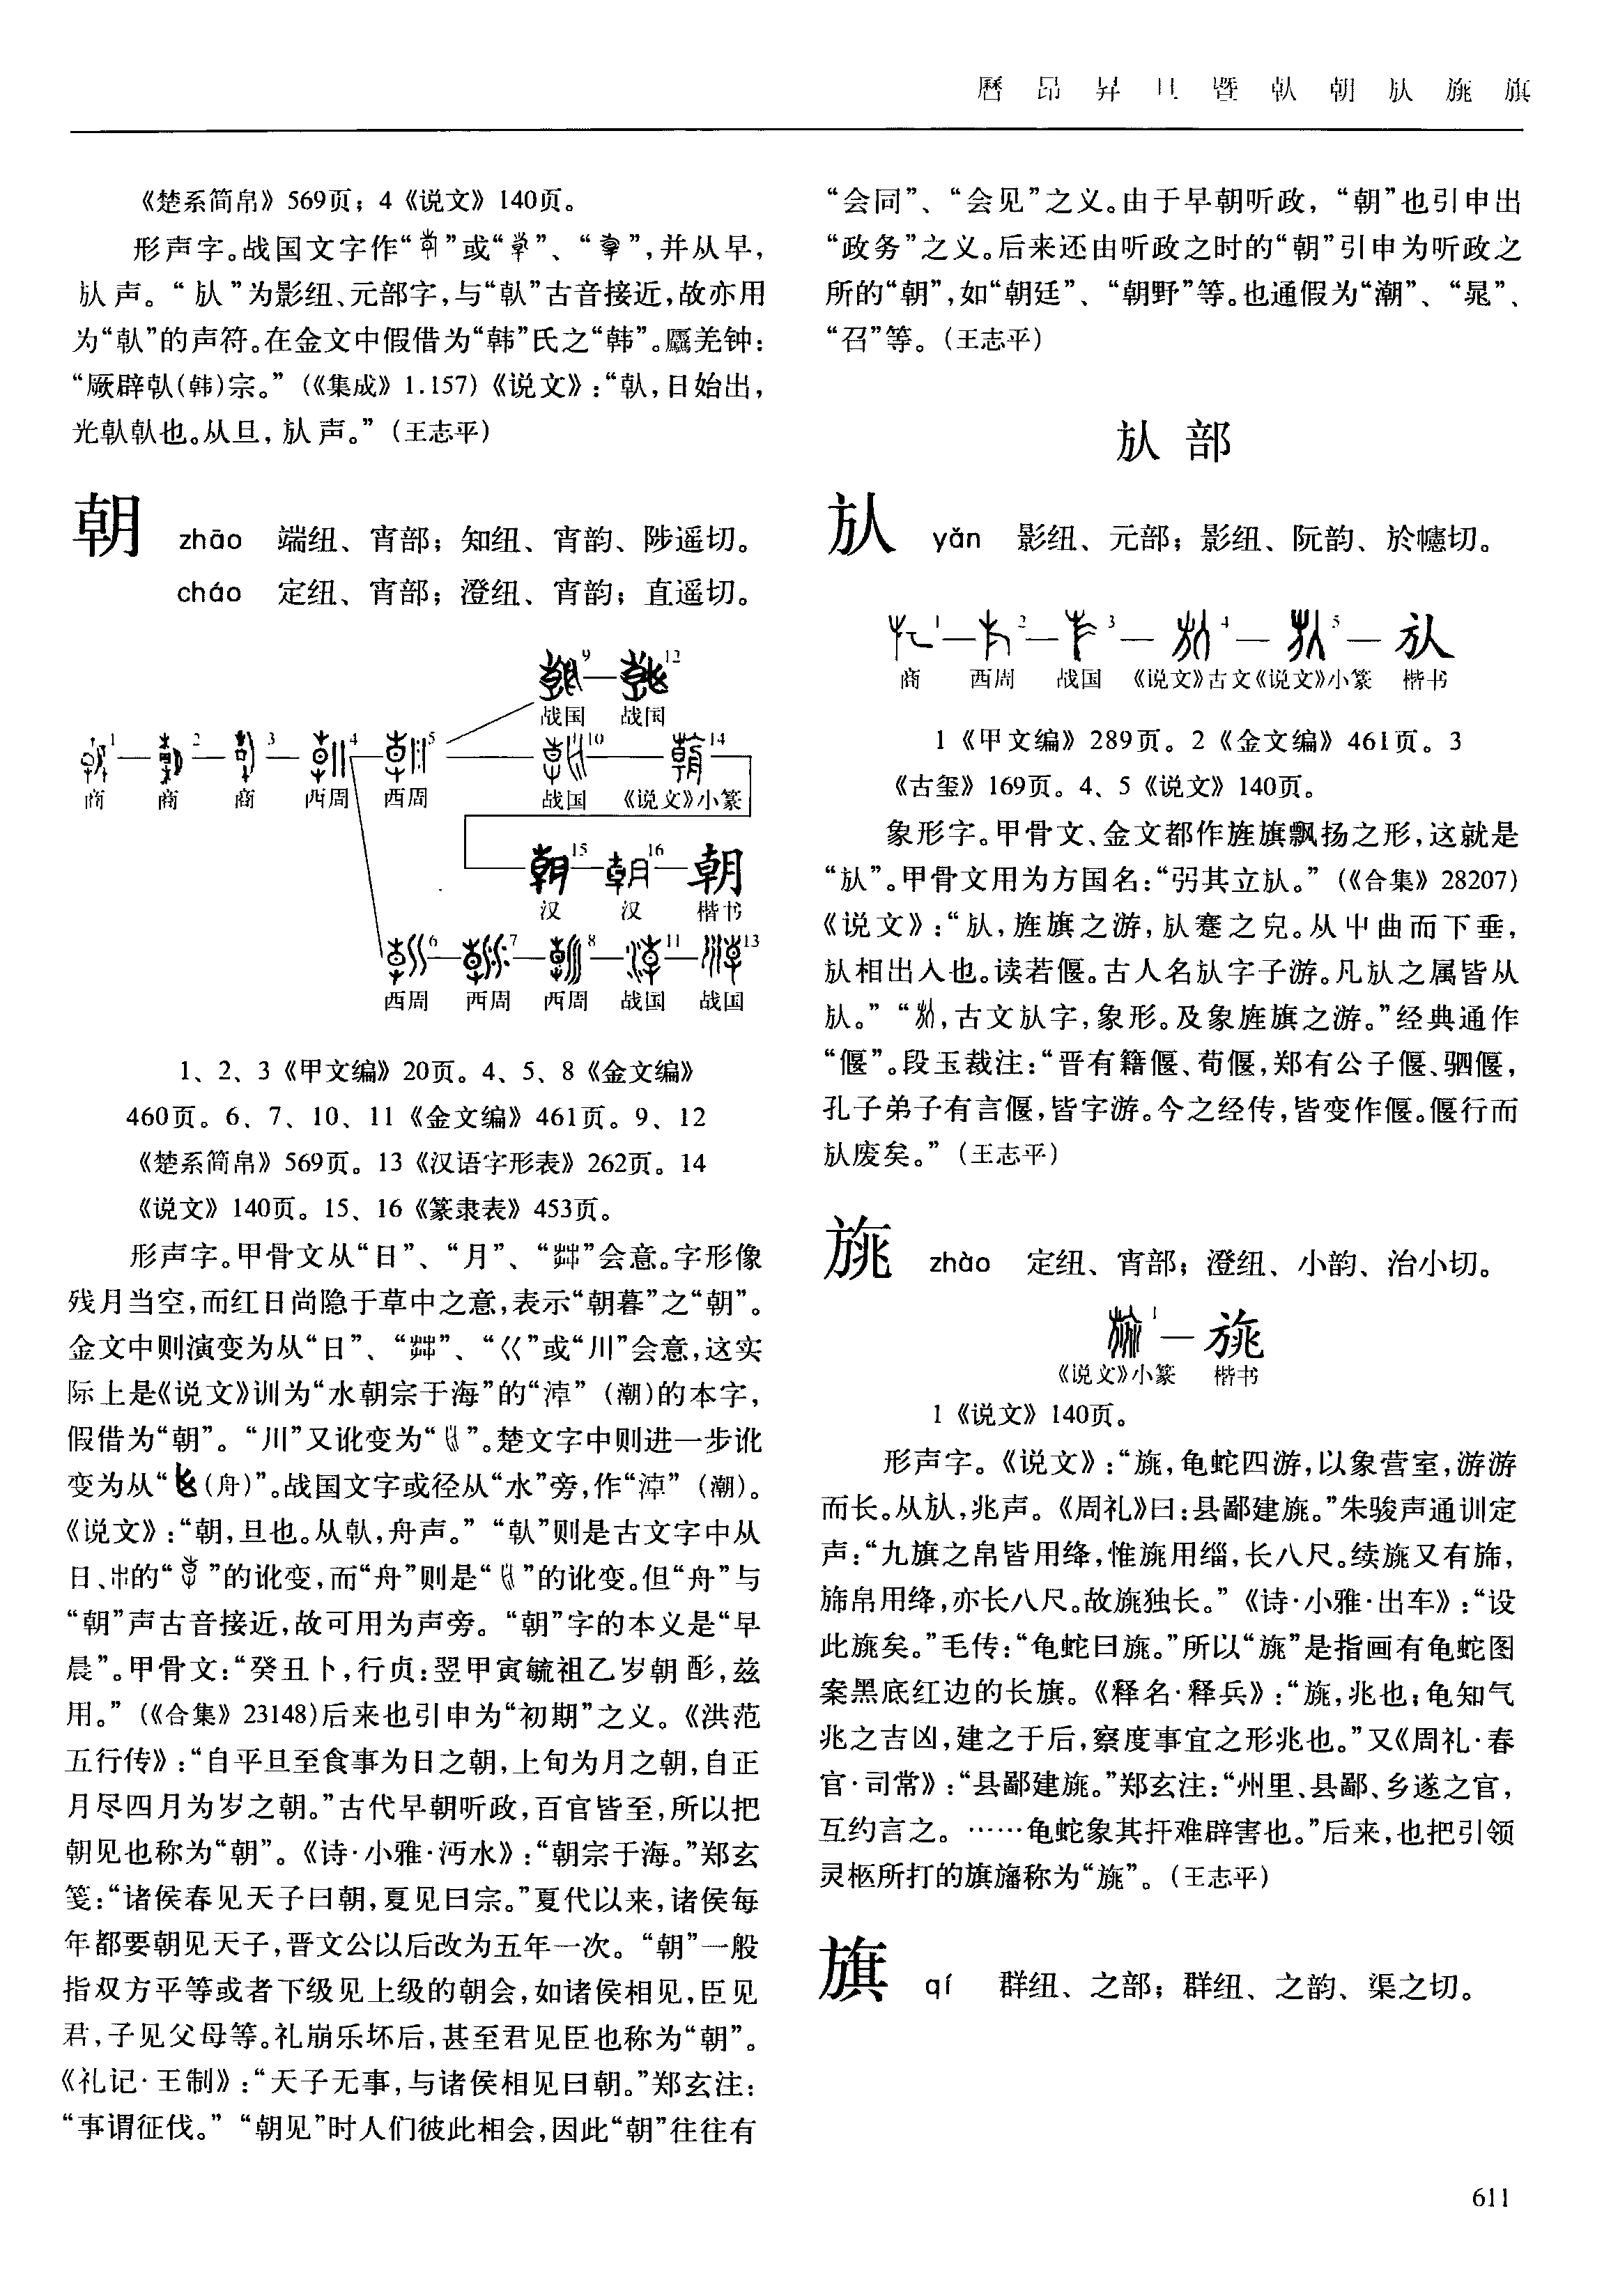 曆 昂 昇 旦 暨 倝 朝 㫃 旐 旗
《楚系简帛》569页；4《说文》140页。
形声字。战国文字作“”或“”、“”，并从早，
㫃声。“㫃”为影纽、元部字，与“倝”古音接近，故亦用
为“倝”的声符。在金文中假借为“韩”氏之“韩”。羌钟：
“厥辟倝(韩)宗。”(《集成》1.157)《说文》：“倝，日始出，
光倝倝也。从旦，㫃声。”（王志平）
朝 zhāo 端纽、宵部；知纽、宵韵、陟遥切。
cháo 定纽、宵部；澄纽、宵韵；直遥切。
9 12
战国 战国
1 2 3 4 5 10 14
商 商 商 西周 西周 战国 《说文》小篆
15 16 朝
汉 汉 楷书
6 7 8 11 13
西周 西周 西周 战国 战国
1、2、3《甲文编》20页。4、5、8《金文编》
460页。6、7、10、11《金文编》461页。9、12
《楚系简帛》569页。13《汉语字形表》262页。14
《说文》140页。15、16《篆隶表》453页。
形声字。甲骨文从“日”、“月”、“茻”会意。字形像
残月当空，而红日尚隐于草中之意，表示“朝暮”之“朝”。
金文中则演变为从“日”、“茻”、“巜”或“川”会意，这实
际上是《说文》训为“水朝宗于海”的“淖”（潮)的本字，
假借为“朝”。“川”又讹变为“”。楚文字中则进一步讹
变为从“(舟)”。战国文字或径从“水”旁，作“”（潮)。
《说文》：“朝，旦也。从倝，舟声。”“倝”则是古文字中从
日、的“”的讹变，而“舟”则是“”的讹变。但“舟”与
“朝”声古音接近，故可用为声旁。“朝”字的本义是“早
晨”。甲骨文：“癸丑卜，行贞：翌甲寅毓祖乙岁朝酌，兹
用。”(《合集》23148)后来也引申为“初期”之义。《洪范
五行传》：“自平旦至食事为日之朝，上旬为月之朝，自正
月尽四月为岁之朝。”古代早朝听政，百官皆至，所以把
朝见也称为“朝”。《诗·小雅·沔水》：“朝宗于海。”郑玄
笺：“诸侯春见天子曰朝，夏见曰宗。”夏代以来，诸侯每
年都要朝见天子，晋文公以后改为五年一次。“朝”一般
指双方平等或者下级见上级的朝会，如诸侯相见，臣见
君，子见父母等。礼崩乐坏后，甚至君见臣也称为“朝”。
《礼记·王制》：“天子无事，与诸侯相见曰朝。”郑玄注：
“事谓征伐。”“朝见”时人们彼此相会，因此“朝”往往有
“会同”、“会见”之义。由于早朝听政，“朝”也引申出
“政务”之义。后来还由听政之时的“朝”引申为听政之
所的“朝”，如“朝廷”、“朝野”等。也通假为“潮”、“晁”、
“召”等。（王志平）
㫃 部
㫃 yǎn 影纽、元部；影纽、阮韵、於幰切。
1 2 3 4 5 㫃
商 西周 战国 《说文》古文 《说文》小篆 楷书
1《甲文编》289页。2《金文编》461页。3
《古玺》169页。4、5《说文》140页。
象形字。甲骨文、金文都作旌旗飘扬之形，这就是
“㫃”。甲骨文用为方国名：“弜其立㫃。”(《合集》28207)
《说文》：“㫃，旌旗之游，㫃蹇之皃。从屮曲而下垂，
㫃相出入也。读若偃。古人名㫃字子游。凡㫃之属皆从
㫃。”“，古文㫃字，象形。及象旌旗之游。”经典通作
“偃”。段玉裁注：“晋有籍偃、荀偃，郑有公子偃、驷偃，
孔子弟子有言偃，皆字游。今之经传，皆变作偃。偃行而
㫃废矣。”（王志平）
旐 zhào 定纽、宵部；澄纽、小韵、治小切。
1 旐
《说文》小篆 楷书
1《说文》140页。
形声字。《说文》：“旐，龟蛇四游，以象营室，游游
而长。从㫃，兆声。《周礼》曰：县鄙建旐。”朱骏声通训定
声：“九旗之帛皆用绛，惟旐用缁，长八尺。续旐又有旆，
旆帛用绛，亦长八尺。故旐独长。”《诗·小雅·出车》：“设
此旐矣。”毛传：“龟蛇曰旐。”所以“旐”是指画有龟蛇图
案黑底红边的长旗。《释名·释兵》：“旐，兆也；龟知气
兆之吉凶，建之于后，察度事宜之形兆也。”又《周礼·春
官·司常》：“县鄙建旐。”郑玄注：“州里、县鄙、乡遂之官，
互约言之。……龟蛇象其扞难辟害也。”后来，也把引领
灵柩所打的旗旛称为“旐”。（王志平）
旗 qí 群纽、之部；群纽、之韵、渠之切。
611